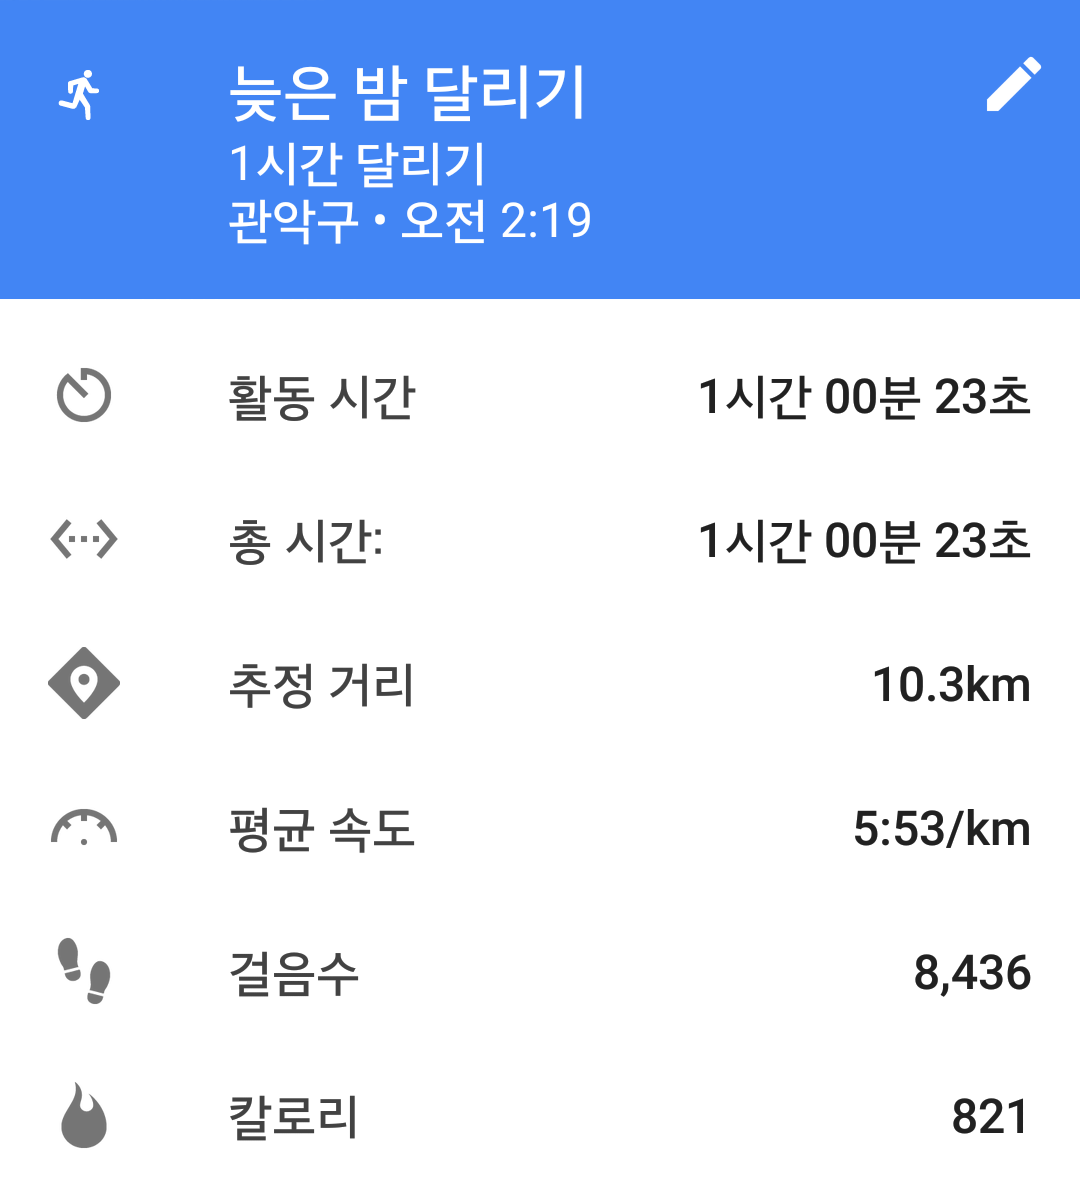 늦은 밤 달리기
1시간 달리기
관악구 • 오전 2:19
활동 시간 1시간 00분 23초
총 시간: 1시간 00분 23초
추정 거리 10.3km
평균 속도 5:53/km
걸음수 8,436
칼로리 821